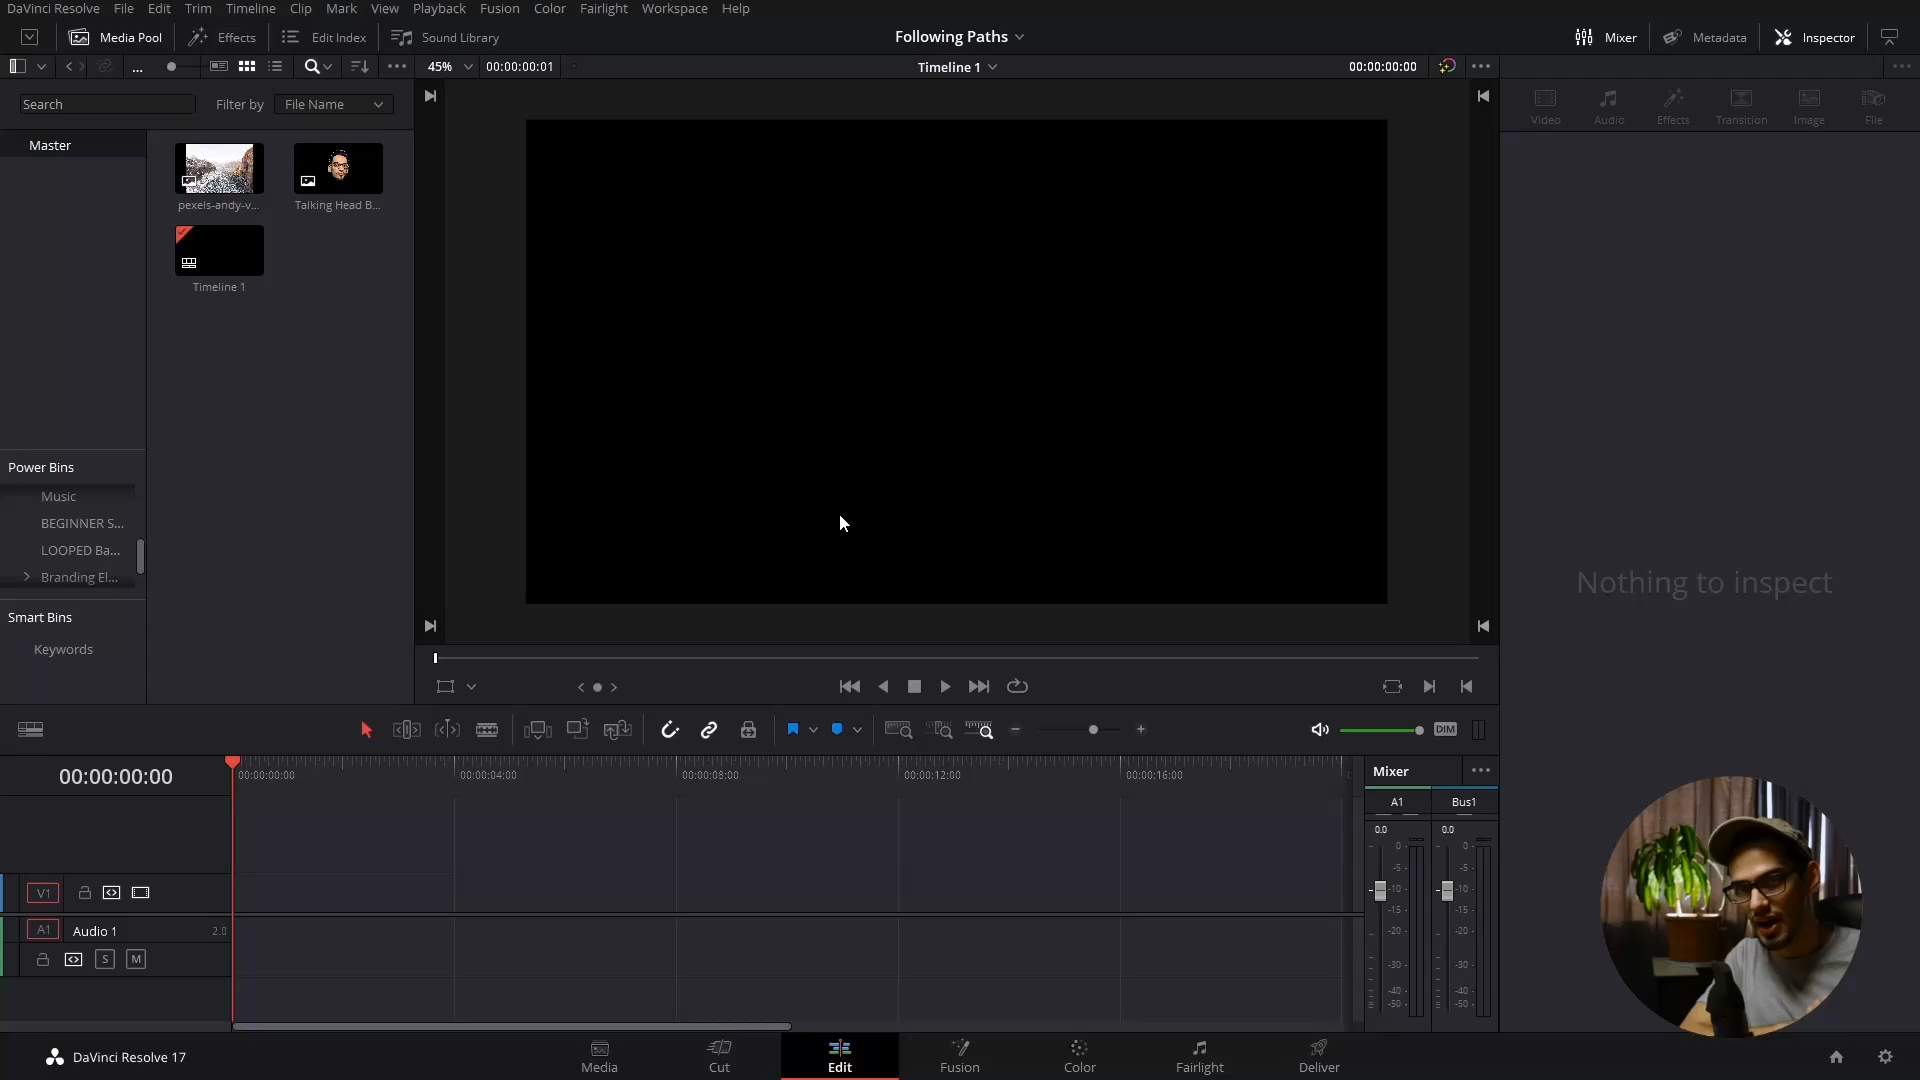 DaVinci Resolve File Edit Trim Timeline Clip Mark View Playback Fusion Color Fairlight Workspace Help
Media Pool Effects Edit Index Sound Library Following Paths Mixer Metadata Inspector
... 45% 00:00:00:01 Timeline 1 00:00:00:00
Search Filter by File Name
Video Audio Effects Transition Image File
Master
pexels-andy-v... Talking Head B...
Timeline 1
Power Bins
Music
BEGINNER S...
LOOPED Ba...
Branding El...
Smart Bins
Keywords
Nothing to inspect
DIM
00:00:00:00 00:00:00:00 00:00:04:00 00:00:08:00 00:00:12:00 00:00:16:00
Mixer
A1 Bus1
0.0 0.0
0 0
-5 -5
-10 -10
-15 -15
-20 -20
-30 -30
-40 -40
-50 -50
V1
A1 Audio 1 2.0
S M
DaVinci Resolve 17 Media Cut Edit Fusion Color Fairlight Deliver